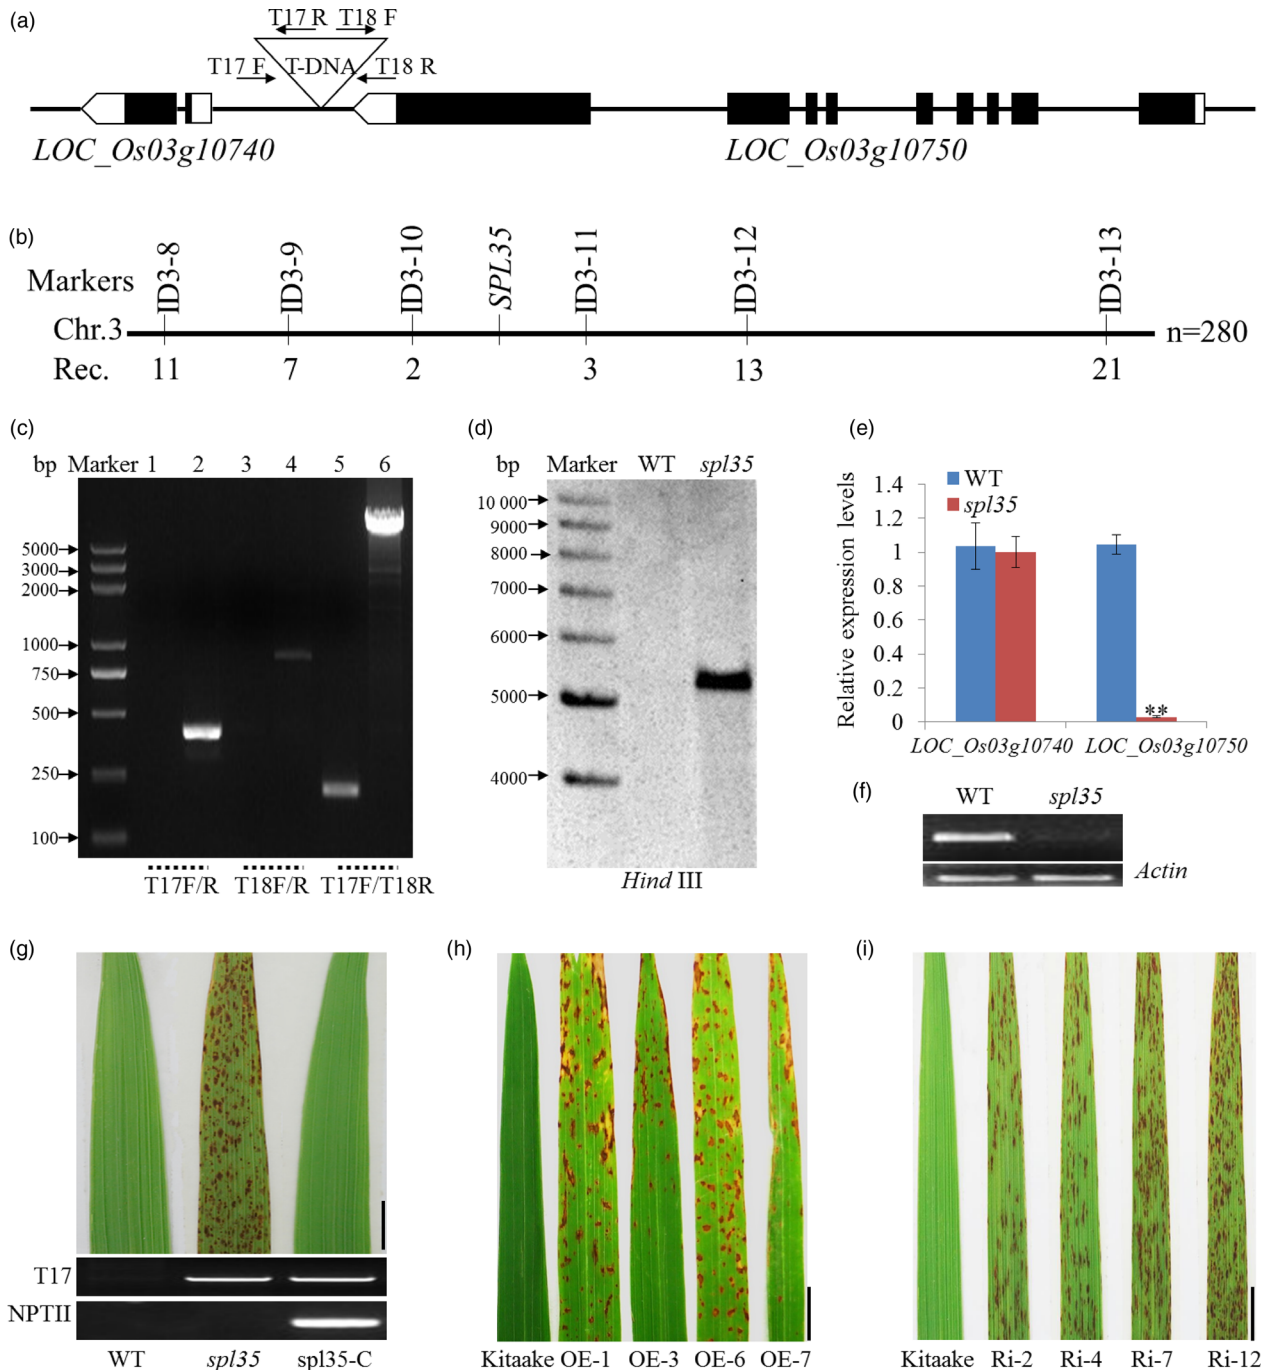 (a)
T17 R T18 F
T17 F T-DNA T18 R
LOC_Os03g10740 LOC_Os03g10750
(b)
Markers ID3-8 ID3-9 ID3-10 SPL35 ID3-11 ID3-12 ID3-13
Chr.3 n=280
Rec. 11 7 2 3 13 21
(c)
bp Marker 1 2 3 4 5 6
5000
3000
2000
1000
750
500
250
100
T17F/R T18F/R T17F/T18R
(d)
bp Marker WT spl35
10 000
9000
8000
7000
6000
5000
4000
Hind III
(e)
Relative expression levels
WT
spl35
1.4
1.2
1
0.8
0.6
0.4
0.2
0
**
LOC_Os03g10740 LOC_Os03g10750
(f)
WT spl35
Actin
(g)
T17
NPTII
WT spl35 spl35-C
(h)
Kitaake OE-1 OE-3 OE-6 OE-7
(i)
Kitaake Ri-2 Ri-4 Ri-7 Ri-12